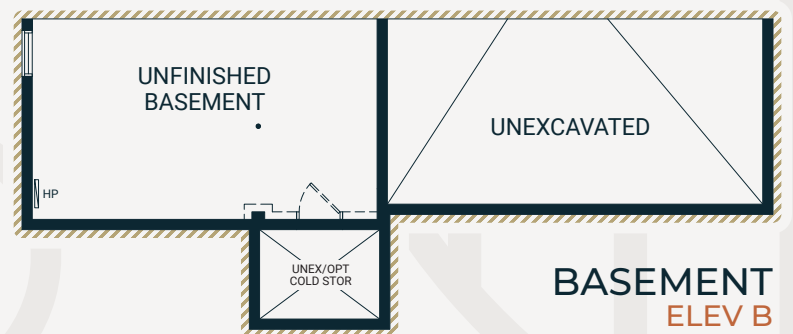 UNFINISHED
BASEMENT
UNEXCAVATED
HP
UNEX/OPT
COLD STOR
BASEMENT
ELEV B